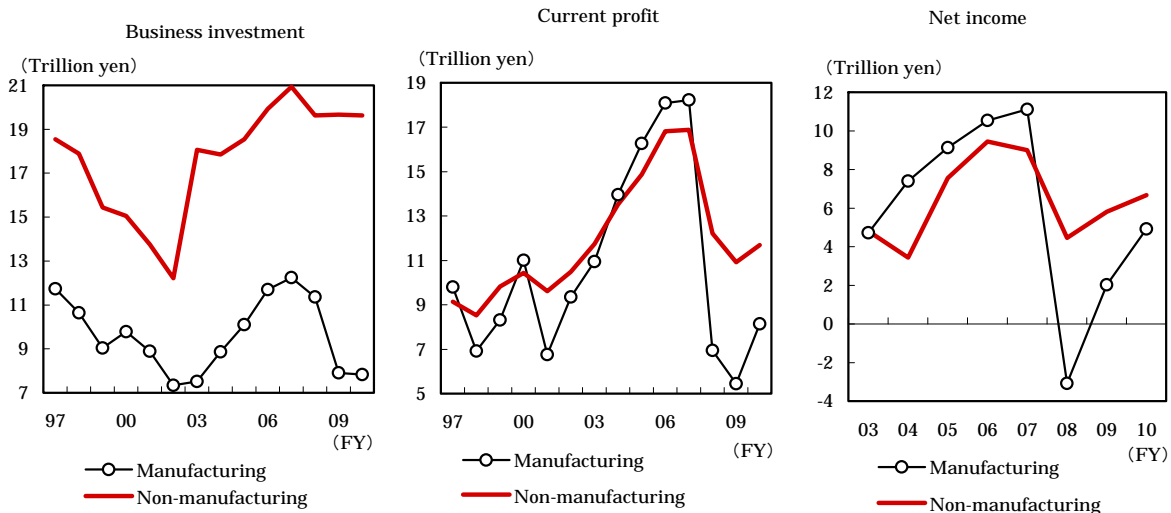 Business investment
（Trillion yen）
21
19
17
15
13
11
9
7
97 00 03 06 09
（FY）
Manufacturing
Non-manufacturing
Current profit
（Trillion yen）
19
17
15
13
11
9
7
5
97 00 03 06 09
（FY）
Manufacturing
Non-manufacturing
Net income
（Trillion yen）
12
10
8
6
4
2
0
-2
-4
03 04 05 06 07 08 09 10
（FY）
Manufacturing
Non-manufacturing